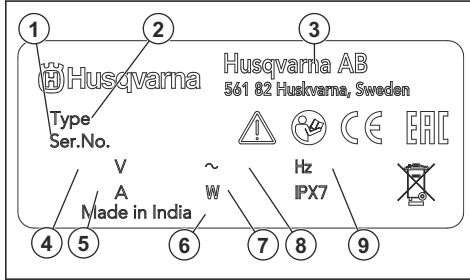 1 2 3
Husqvarna
Husqvarna AB
561 82 Huskvarna, Sweden
Type
Ser.No.
CE EAC
V ~ Hz
A W IPX7
Made in India
4 5 6 7 8 9